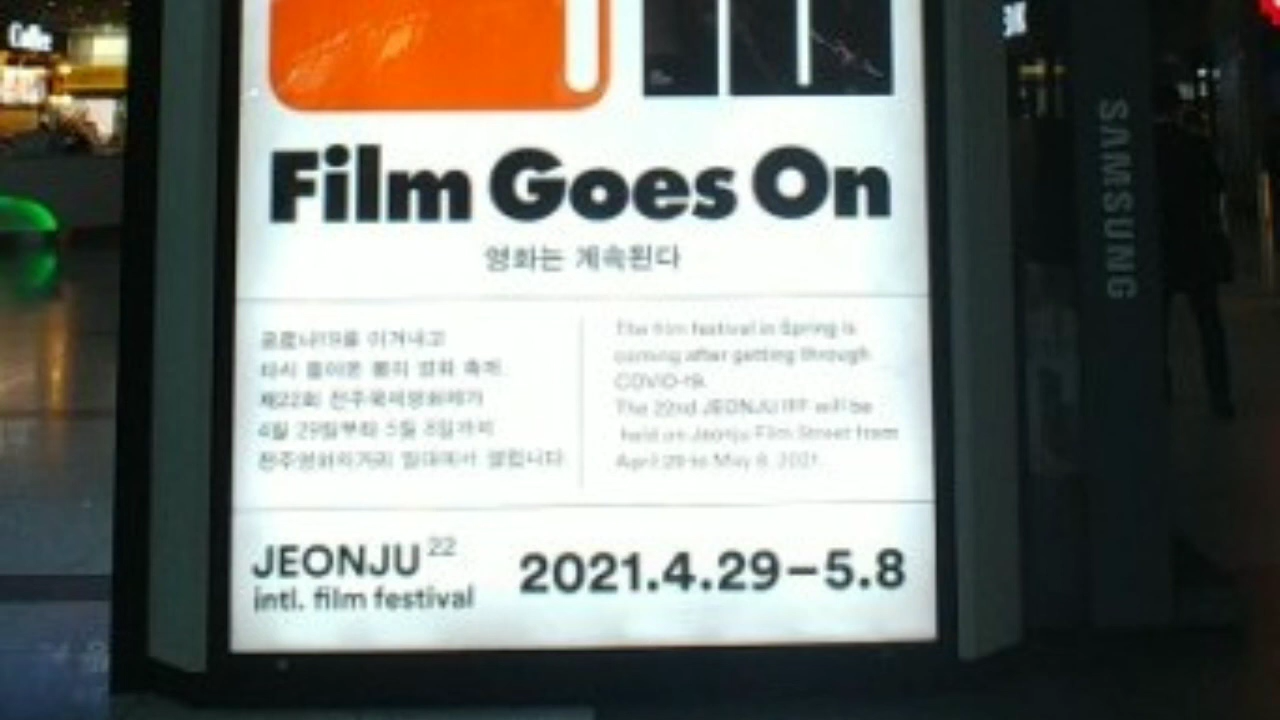 Coffee
Film Goes On
영화는 계속된다
코로나19를 이겨내고
다시 돌아온 봄의 영화 축제.
제22회 전주국제영화제가
4월 29일부터 5월 8일까지
전주영화의거리 일대에서 열립니다.
The film festival in Spring is
coming after getting through
COVID-19.
The 22nd JEONJU IFF will be
held on Jeonju Film Street from
April 29 to May 8, 2021.
JEONJU 22
intl. film festival
2021.4.29–5.8
SAMSUNG